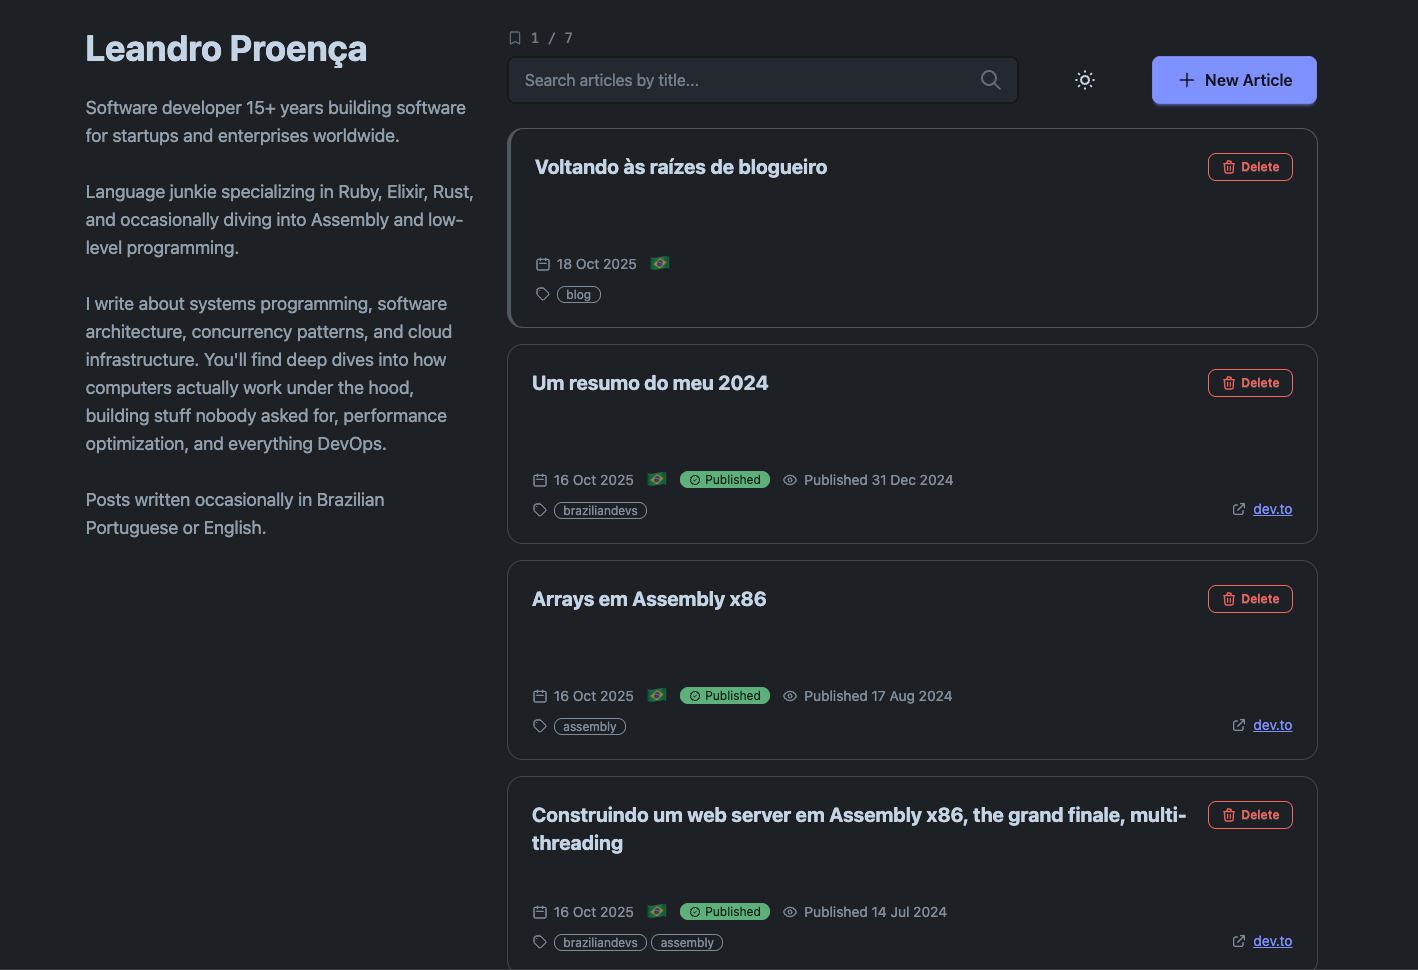 Leandro Proença
Software developer 15+ years building software
for startups and enterprises worldwide.
Language junkie specializing in Ruby, Elixir, Rust,
and occasionally diving into Assembly and low-
level programming.
I write about systems programming, software
architecture, concurrency patterns, and cloud
infrastructure. You'll find deep dives into how
computers actually work under the hood,
building stuff nobody asked for, performance
optimization, and everything DevOps.
Posts written occasionally in Brazilian
Portuguese or English.
1 / 7
Search articles by title...
New Article
Voltando às raízes de blogueiro
Delete
18 Oct 2025
blog
Um resumo do meu 2024
Delete
16 Oct 2025 Published Published 31 Dec 2024
braziliandevs
dev.to
Arrays em Assembly x86
Delete
16 Oct 2025 Published Published 17 Aug 2024
assembly
dev.to
Construindo um web server em Assembly x86, the grand finale, multi-
threading
Delete
16 Oct 2025 Published Published 14 Jul 2024
braziliandevs assembly
dev.to